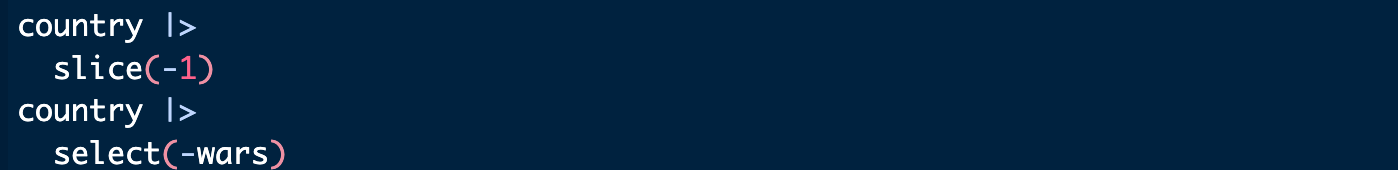 country |>
  slice(-1)
country |>
  select(-wars)